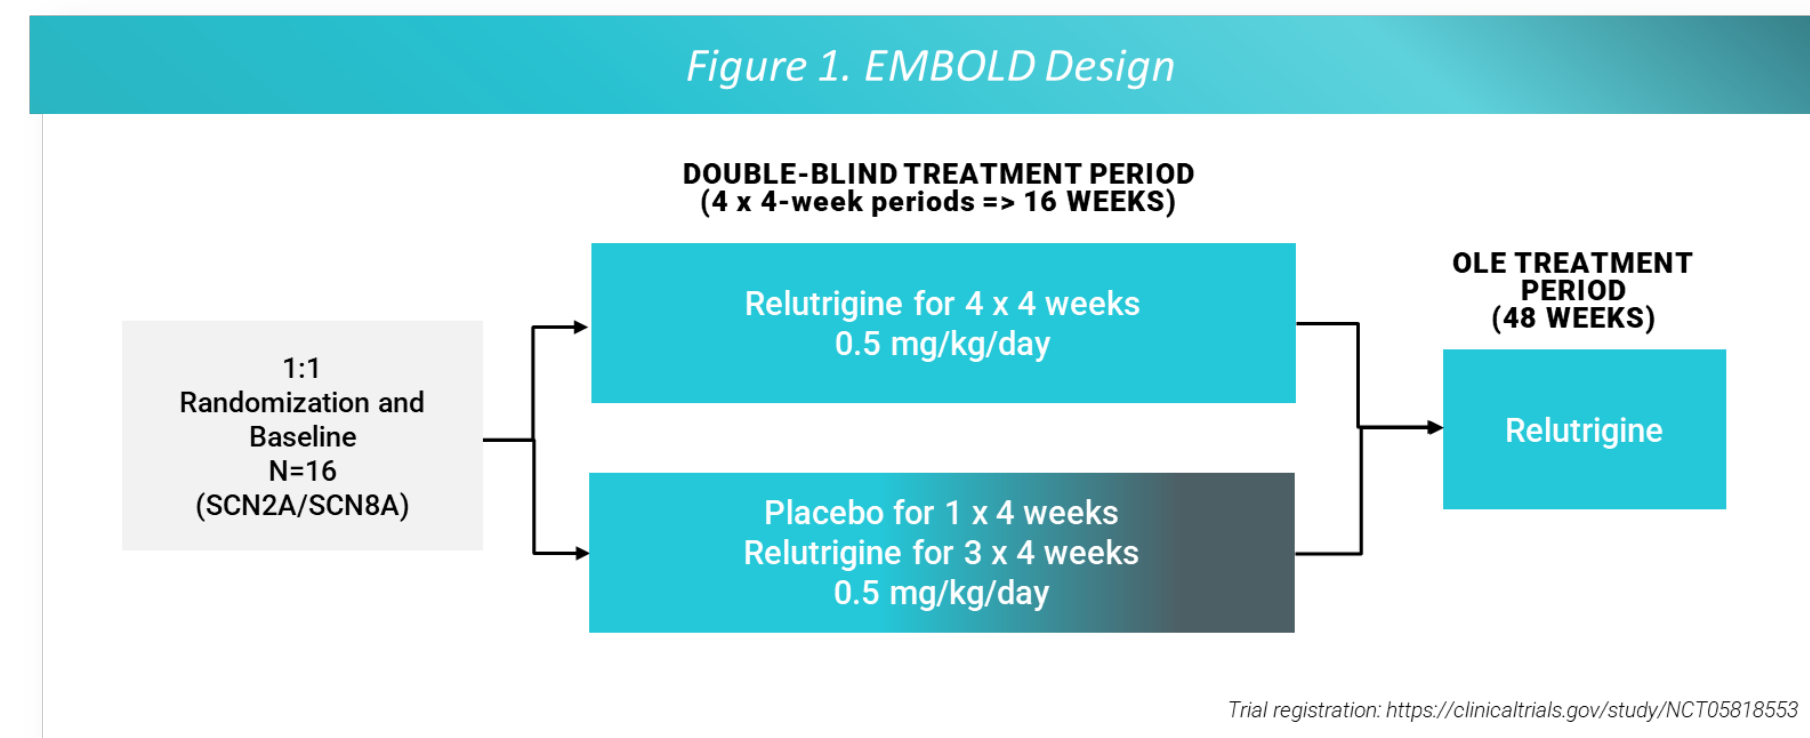 Figure 1. EMBOLD Design
DOUBLE-BLIND TREATMENT PERIOD
(4 x 4-week periods => 16 WEEKS)
1:1
Randomization and
Baseline
N=16
(SCN2A/SCN8A)
Relutrigine for 4 x 4 weeks
0.5 mg/kg/day
Placebo for 1 x 4 weeks
Relutrigine for 3 x 4 weeks
0.5 mg/kg/day
OLE TREATMENT
PERIOD
(48 WEEKS)
Relutrigine
Trial registration: https://clinicaltrials.gov/study/NCT05818553